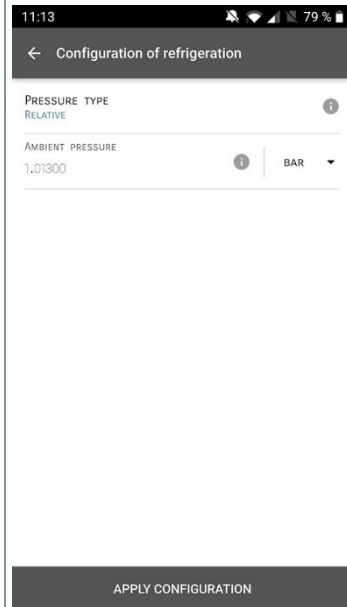 11:13
79 %
Configuration of refrigeration
PRESSURE TYPE
RELATIVE
AMBIENT PRESSURE
1.01300
BAR
APPLY CONFIGURATION